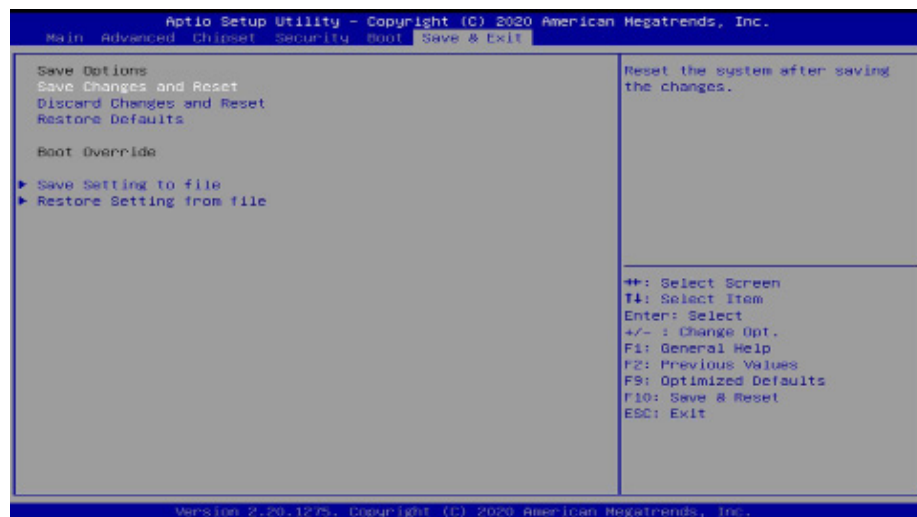 Aptio Setup Utility – Copyright (C) 2020 American Megatrends, Inc.
Main Advanced Chipset Security Boot Save & Exit
Save Options
Save Changes and Reset
Discard Changes and Reset
Restore Defaults
Boot Override
▶ Save Setting to file
▶ Restore Setting from file
Reset the system after saving
the changes.
→←: Select Screen
↑↓: Select Item
Enter: Select
+/- : Change Opt.
F1: General Help
F2: Previous Values
F9: Optimized Defaults
F10: Save & Reset
ESC: Exit
Version 2.20.1275. Copyright (C) 2020 American Megatrends, Inc.